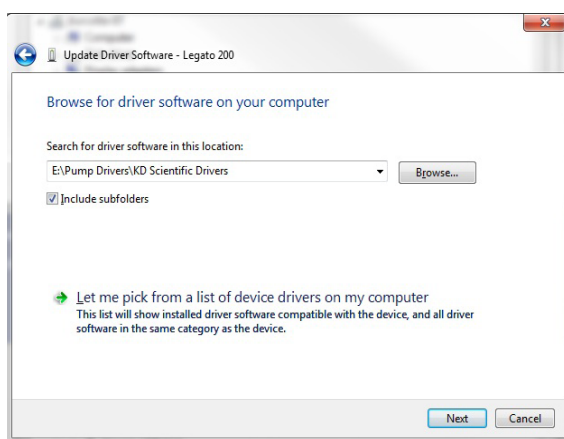 Update Driver Software - Legato 200
Browse for driver software on your computer
Search for driver software in this location:
E:\Pump Drivers\KD Scientific Drivers
Browse...
Include subfolders
Let me pick from a list of device drivers on my computer
This list will show installed driver software compatible with the device, and all driver
software in the same category as the device.
Next
Cancel